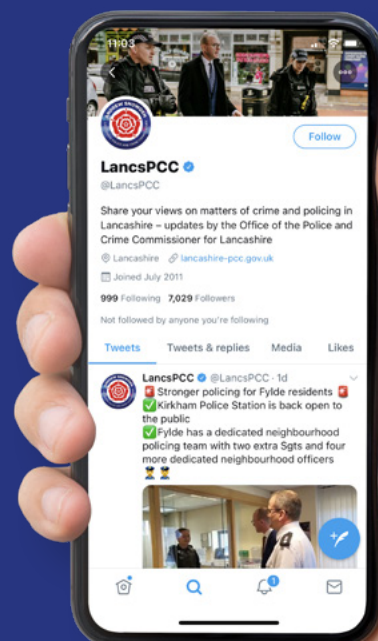 11:03
Follow
LancsPCC
@LancsPCC
Share your views on matters of crime and policing in
Lancashire – updates by the Office of the Police and
Crime Commissioner for Lancashire
Lancashire lancashire-pcc.gov.uk
Joined July 2011
999 Following 7,029 Followers
Not followed by anyone you're following
Tweets Tweets & replies Media Likes
LancsPCC @LancsPCC · 1d
🚨 Stronger policing for Fylde residents 🚨
✅Kirkham Police Station is back open to
the public
✅Fylde has a dedicated neighbourhood
policing team with two extra Sgts and four
more dedicated neighbourhood officers
1